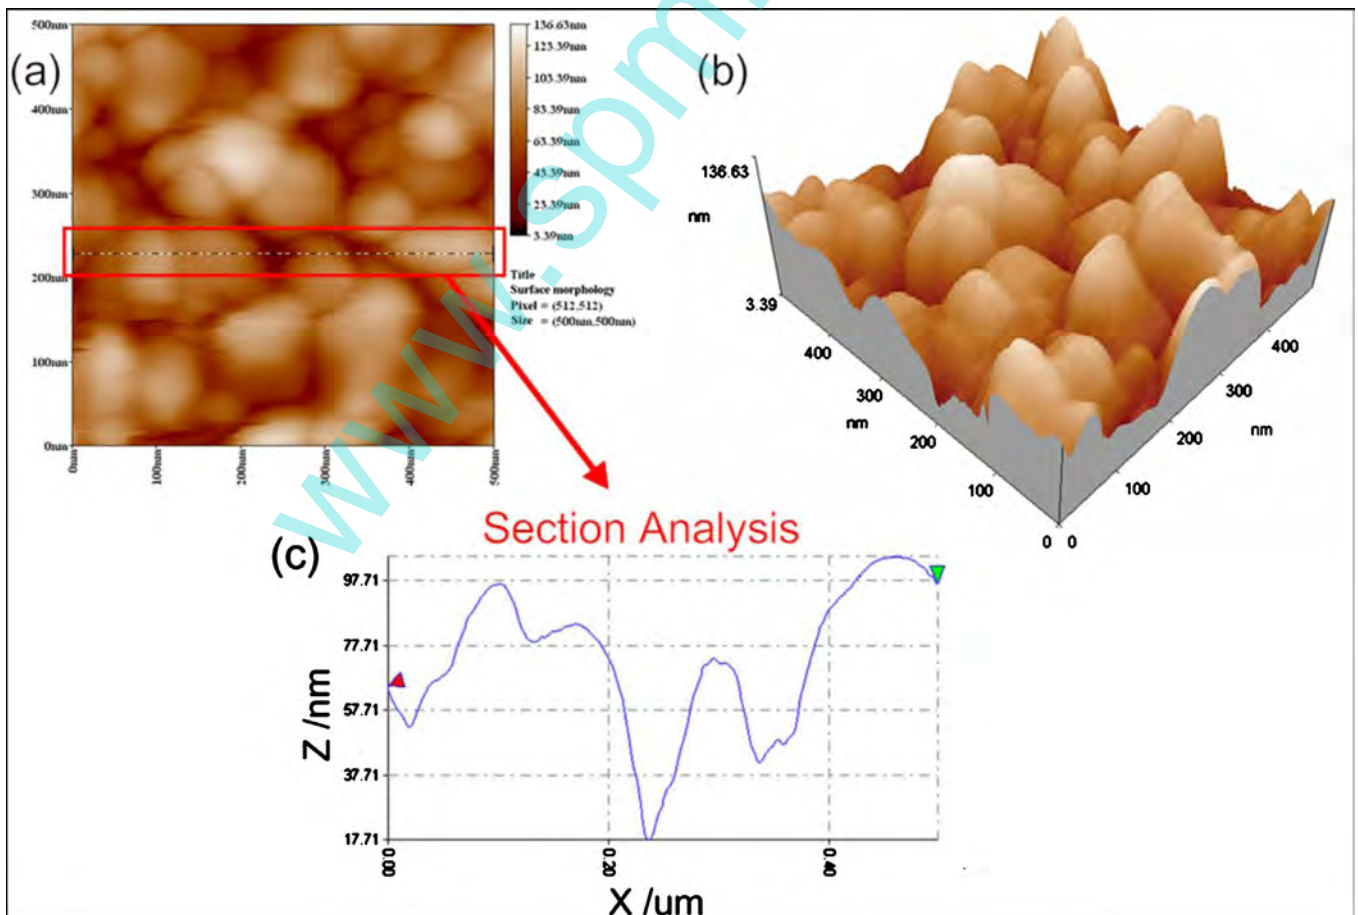 (a)
500nm
400nm
300nm
200nm
100nm
0nm
0nm
100nm
200nm
300nm
400nm
500nm
136.63nm
123.39nm
103.39nm
83.39nm
63.39nm
43.39nm
23.39nm
3.39nm
Title
Surface morphology
Pixel = (512,512)
Size = (500nm,500nm)
www.spm
(b)
136.63
nm
3.39
400
300
nm
200
100
0
0
100
200
nm
300
400
Section Analysis
(c)
97.71
77.71
57.71
37.71
17.71
Z /nm
0.00
0.20
0.40
X /um